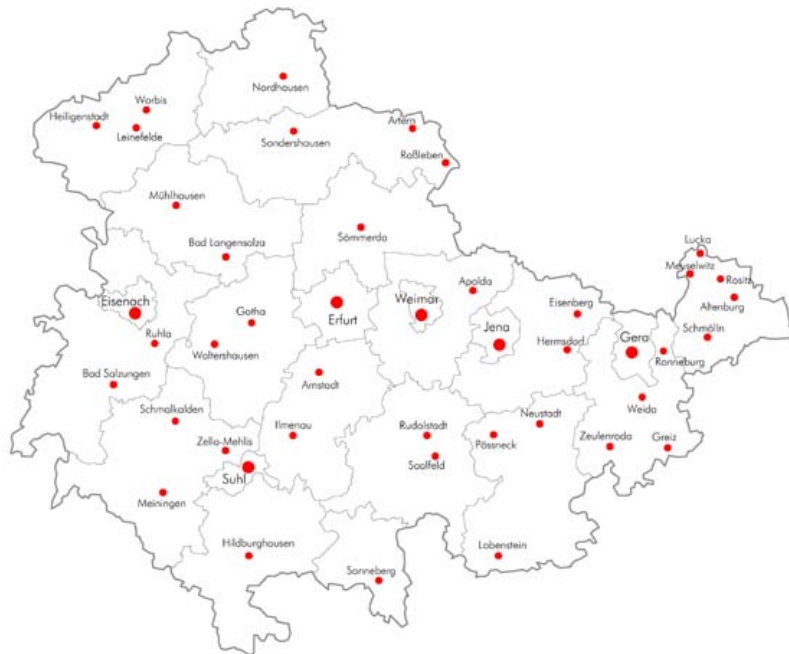 Nordhausen
Worbis
Heiligenstadt
Leinefelde
Artern
Sondershausen
Roßleben
Mühlhausen
Bad Langensalza
Sömmerda
Lucka
Meuselwitz
Rositz
Apolda
Altenburg
Eisenach
Weimar
Eisenberg
Gotha
Erfurt
Jena
Gera
Schmölln
Ruhla
Hermsdorf
Waltershausen
Ronneburg
Bad Salzungen
Arnstadt
Weida
Schmalkalden
Neustadt
Zella-Mehlis
Ilmenau
Rudolstadt
Pössneck
Zeulenroda
Greiz
Saalfeld
Suhl
Meiningen
Hildburghausen
Lobenstein
Sonneberg